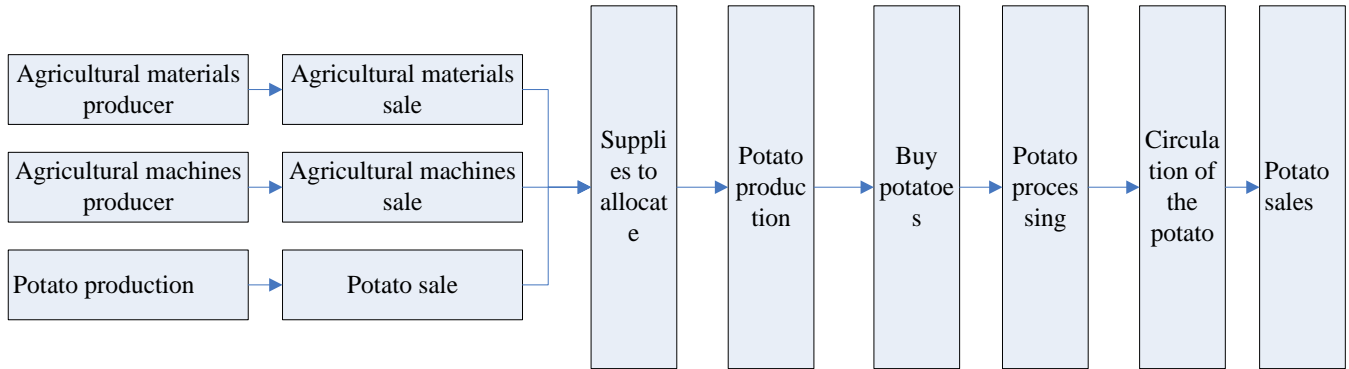 Agricultural materials
producer
Agricultural materials
sale
Agricultural machines
producer
Agricultural machines
sale
Potato production
Potato sale
Suppli
es to
allocat
e
Potato
produc
tion
Buy
potatoe
s
Potato
proces
sing
Circula
tion of
the
potato
Potato
sales